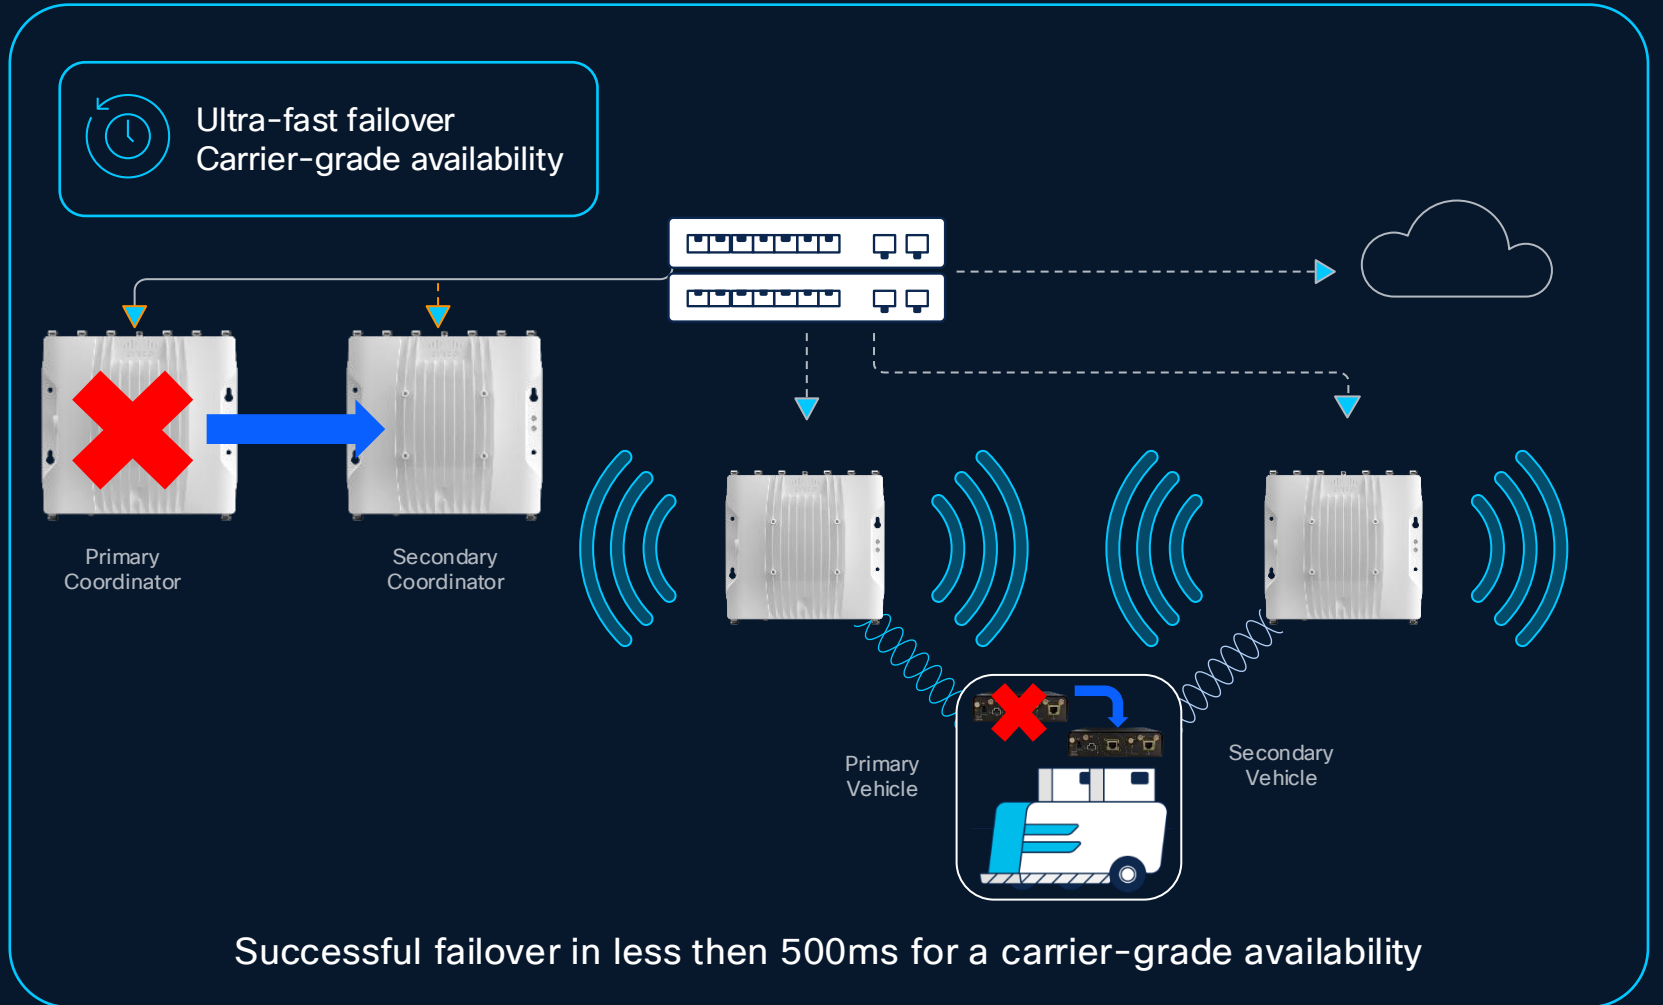 Ultra-fast failover
Carrier-grade availability
Primary
Coordinator
Secondary
Coordinator
Primary
Vehicle
Secondary
Vehicle
Successful failover in less then 500ms for a carrier-grade availability